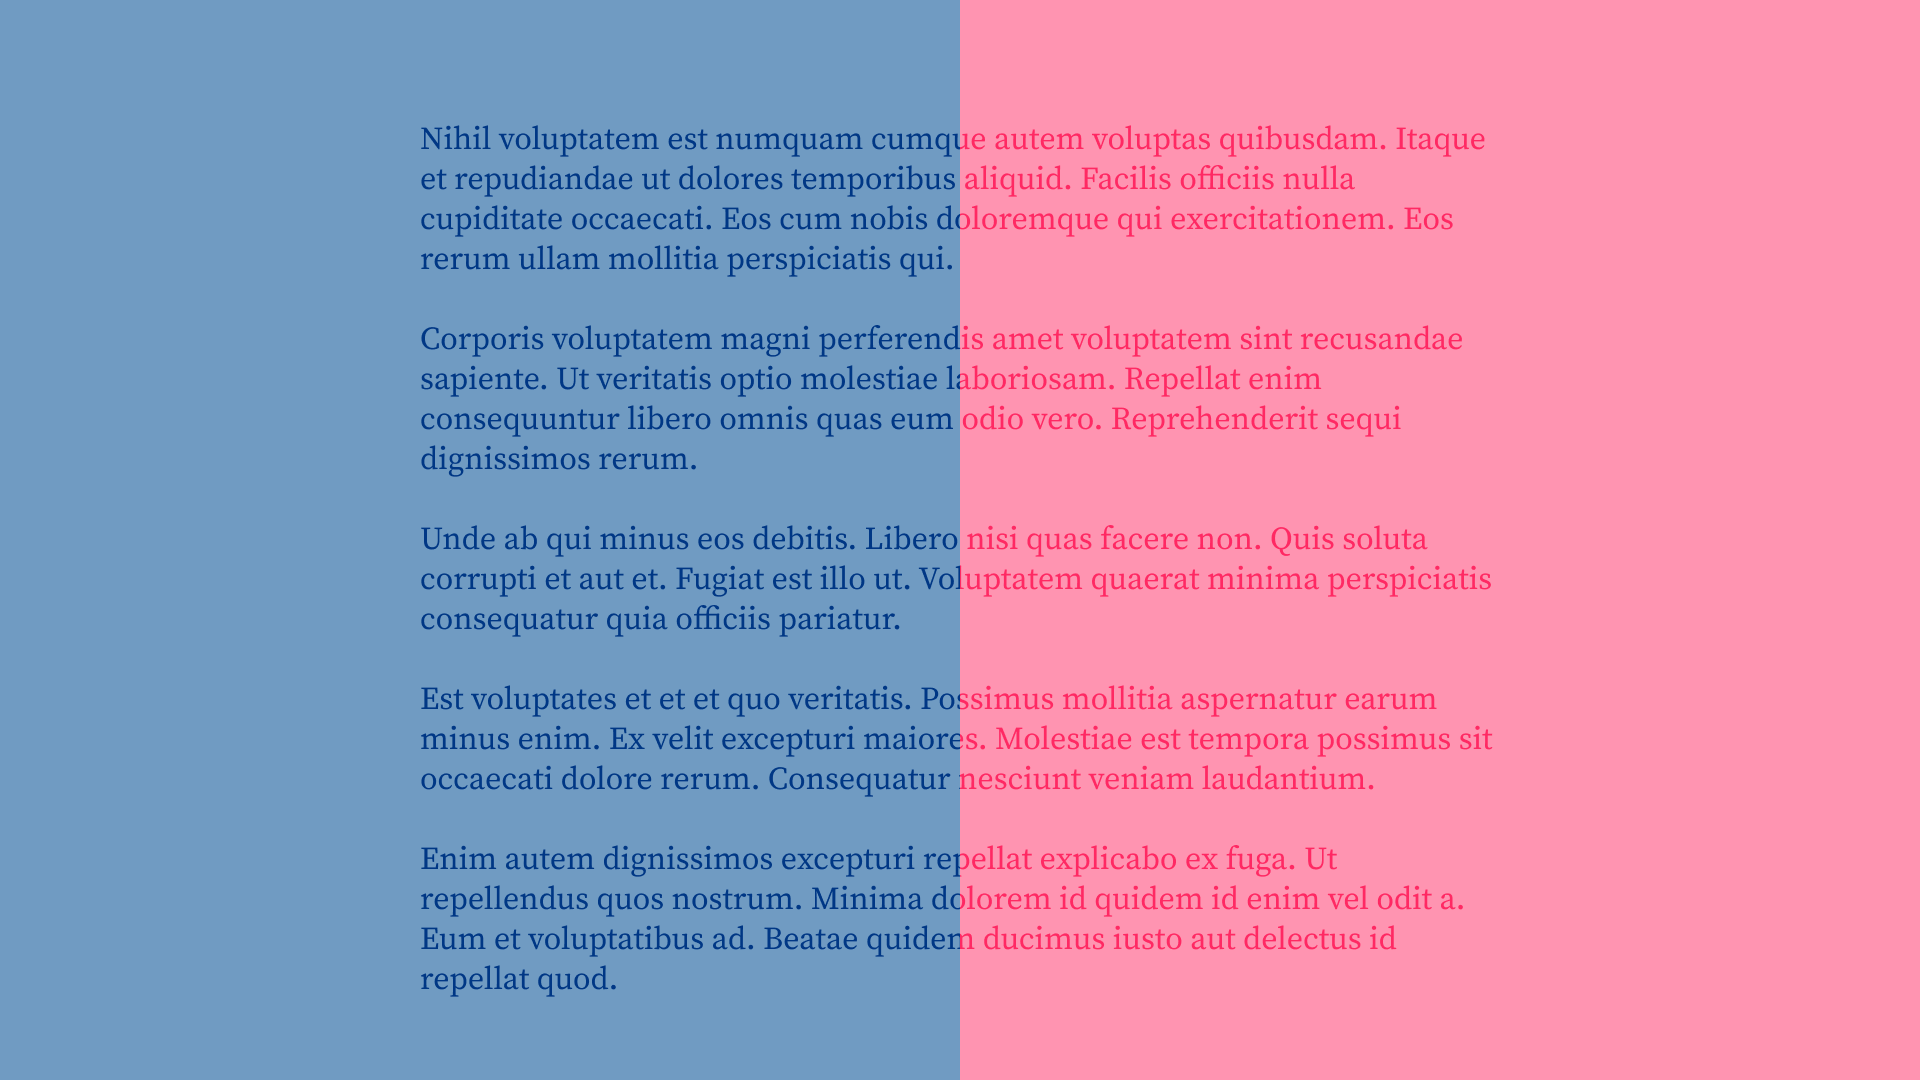 Nihil voluptatem est numquam cumque autem voluptas quibusdam. Itaque
et repudiandae ut dolores temporibus aliquid. Facilis officiis nulla
cupiditate occaecati. Eos cum nobis doloremque qui exercitationem. Eos
rerum ullam mollitia perspiciatis qui.

Corporis voluptatem magni perferendis amet voluptatem sint recusandae
sapiente. Ut veritatis optio molestiae laboriosam. Repellat enim
consequuntur libero omnis quas eum odio vero. Reprehenderit sequi
dignissimos rerum.

Unde ab qui minus eos debitis. Libero nisi quas facere non. Quis soluta
corrupti et aut et. Fugiat est illo ut. Voluptatem quaerat minima perspiciatis
consequatur quia officiis pariatur.

Est voluptates et et et quo veritatis. Possimus mollitia aspernatur earum
minus enim. Ex velit excepturi maiores. Molestiae est tempora possimus sit
occaecati dolore rerum. Consequatur nesciunt veniam laudantium.

Enim autem dignissimos excepturi repellat explicabo ex fuga. Ut
repellendus quos nostrum. Minima dolorem id quidem id enim vel odit a.
Eum et voluptatibus ad. Beatae quidem ducimus iusto aut delectus id
repellat quod.